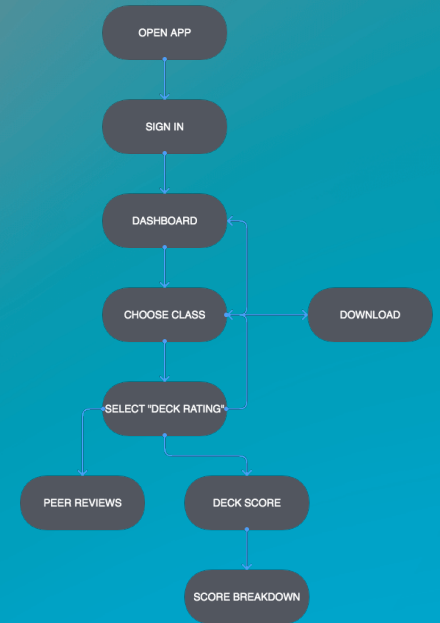 OPEN APP
SIGN IN
DASHBOARD
CHOOSE CLASS
DOWNLOAD
SELECT "DECK RATING"
PEER REVIEWS
DECK SCORE
SCORE BREAKDOWN